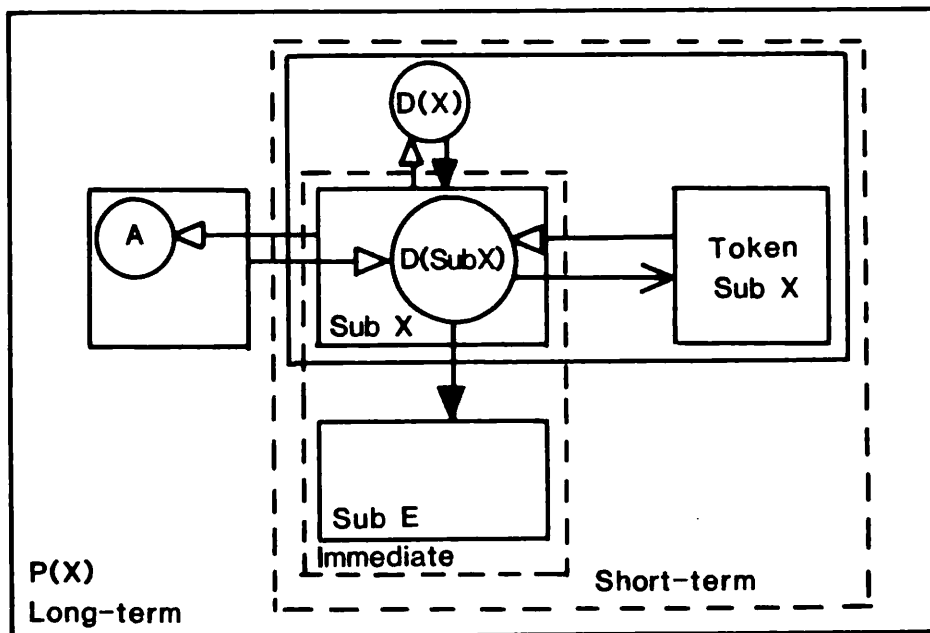 D(X)
A
D(SubX)
Token
Sub X
Sub X
Sub E
Immediate
P(X)
Long-term
Short-term